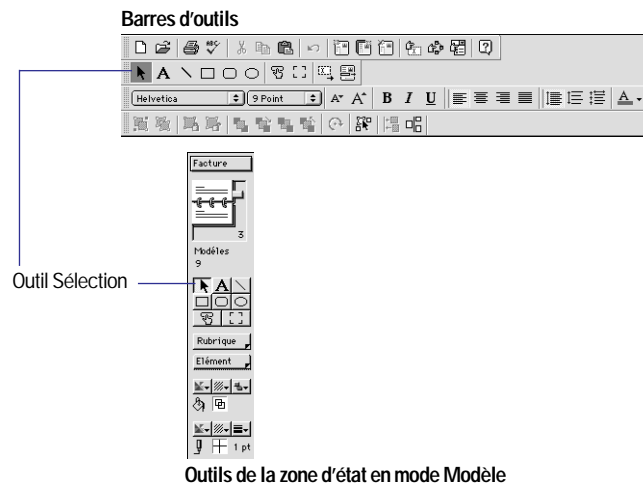 Barres d'outils
A
Helvetica 9 Point A A B I U A
Facture
3
Modèles
9
Outil Sélection
A
Rubrique
Elément
1 pt
Outils de la zone d'état en mode Modèle